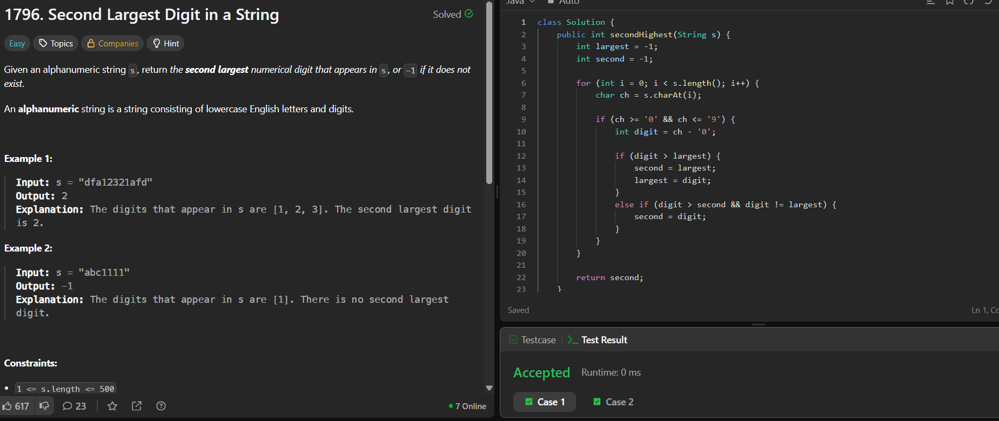 1796. Second Largest Digit in a String
Solved
Easy
Topics
Companies
Hint
Given an alphanumeric string s, return the second largest numerical digit that appears in s, or -1 if it does not
exist.
An alphanumeric string is a string consisting of lowercase English letters and digits.
Example 1:
Input: s = "dfa12321afd"
Output: 2
Explanation: The digits that appear in s are [1, 2, 3]. The second largest digit
is 2.
Example 2:
Input: s = "abc1111"
Output: -1
Explanation: The digits that appear in s are [1]. There is no second largest
digit.
Constraints:
• 1 <= s.length <= 500
617
23
7 Online
Java
Auto
1 class Solution {
2     public int secondHighest(String s) {
3         int largest = -1;
4         int second = -1;
5
6         for (int i = 0; i < s.length(); i++) {
7             char ch = s.charAt(i);
8
9             if (ch >= '0' && ch <= '9') {
10                 int digit = ch - '0';
11
12                 if (digit > largest) {
13                     second = largest;
14                     largest = digit;
15                 }
16                 else if (digit > second && digit != largest) {
17                     second = digit;
18                 }
19             }
20         }
21
22         return second;
23     }
Saved
Ln 1, Co
Testcase
>_ Test Result
Accepted
Runtime: 0 ms
Case 1
Case 2